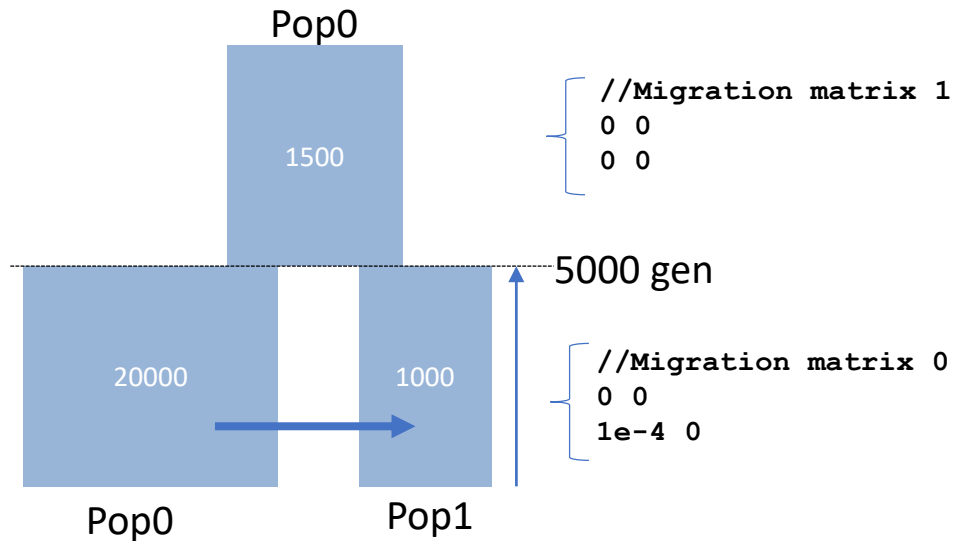 Pop0
1500
//Migration matrix 1
0 0
0 0
5000 gen
20000
1000
//Migration matrix 0
0 0
1e-4 0
Pop0
Pop1